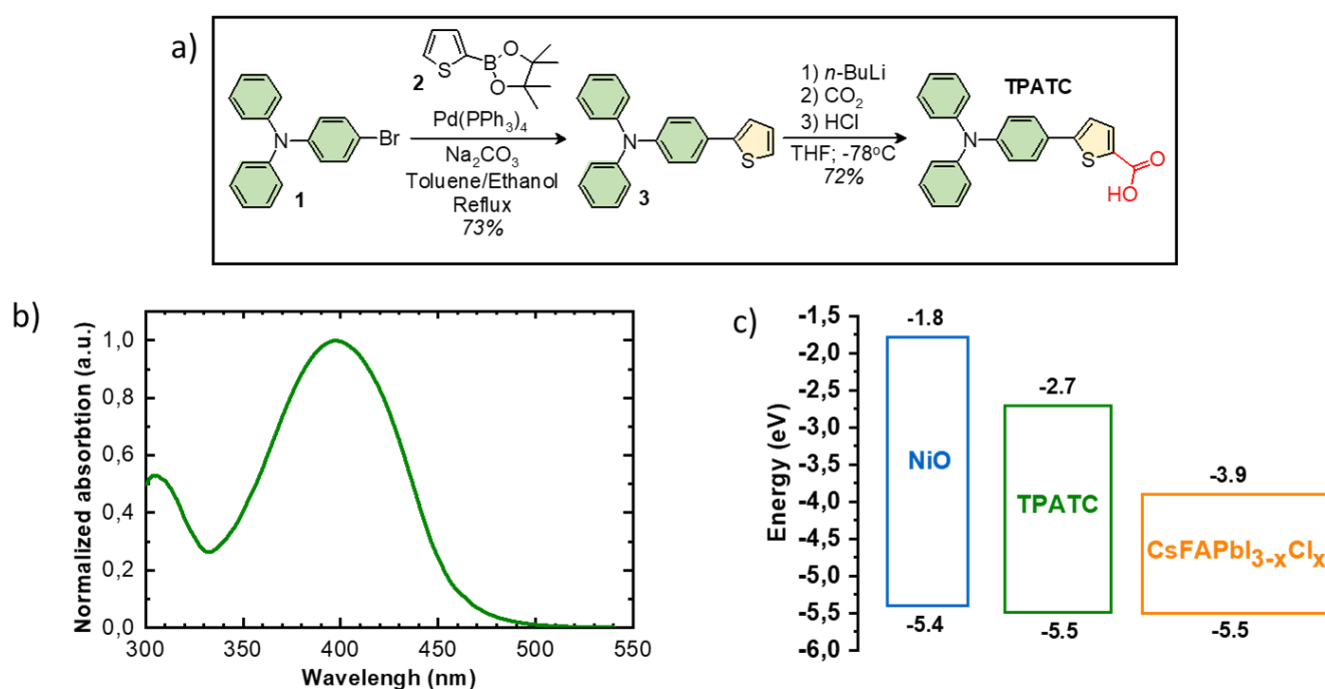 a)
2
S
B
O
O
N
Br
1
Pd(PPh3)4
Na2CO3
Toluene/Ethanol
Reflux
73%
N
S
3
1) n-BuLi
2) CO2
3) HCl
THF; -78oC
72%
TPATC
N
S
O
HO
b)
Normalized absorbtion (a.u.)
1,0
0,8
0,6
0,4
0,2
0,0
300
350
400
450
500
550
Wavelengh (nm)
c)
Energy (eV)
-1,5
-2,0
-2,5
-3,0
-3,5
-4,0
-4,5
-5,0
-5,5
-6,0
-1.8
NiO
-5.4
-2.7
TPATC
-5.5
-3.9
CsFAPbI3-xClx
-5.5